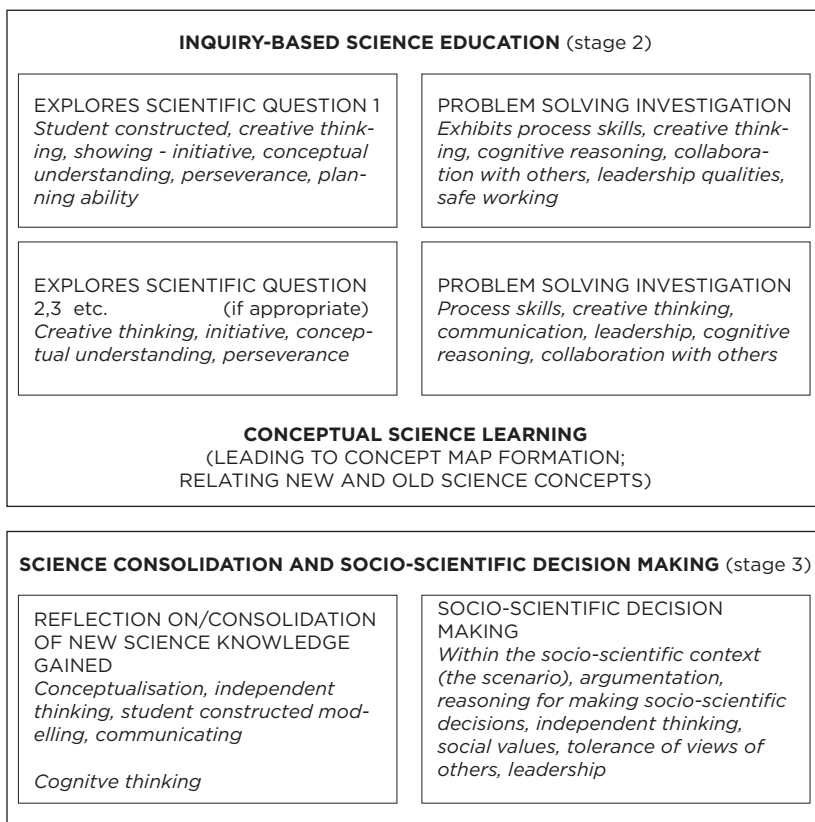 INQUIRY-BASED SCIENCE EDUCATION (stage 2)
EXPLORES SCIENTIFIC QUESTION 1
Student constructed, creative think-
ing, showing - initiative, conceptual
understanding, perseverance, plan-
ning ability
PROBLEM SOLVING INVESTIGATION
Exhibits process skills, creative think-
ing, cognitive reasoning, collabora-
tion with others, leadership qualities,
safe working
EXPLORES SCIENTIFIC QUESTION
2,3 etc. (if appropriate)
Creative thinking, initiative, concep-
tual understanding, perseverance
PROBLEM SOLVING INVESTIGATION
Process skills, creative thinking,
communication, leadership, cognitive
reasoning, collaboration with others
CONCEPTUAL SCIENCE LEARNING
(LEADING TO CONCEPT MAP FORMATION;
RELATING NEW AND OLD SCIENCE CONCEPTS)
SCIENCE CONSOLIDATION AND SOCIO-SCIENTIFIC DECISION MAKING (stage 3)
REFLECTION ON/CONSOLIDATION
OF NEW SCIENCE KNOWLEDGE
GAINED
Conceptualisation, independent
thinking, student constructed mod-
elling, communicating
Cognitve thinking
SOCIO-SCIENTIFIC DECISION
MAKING
Within the socio-scientific context
(the scenario), argumentation,
reasoning for making socio-scientific
decisions, independent thinking,
social values, tolerance of views of
others, leadership